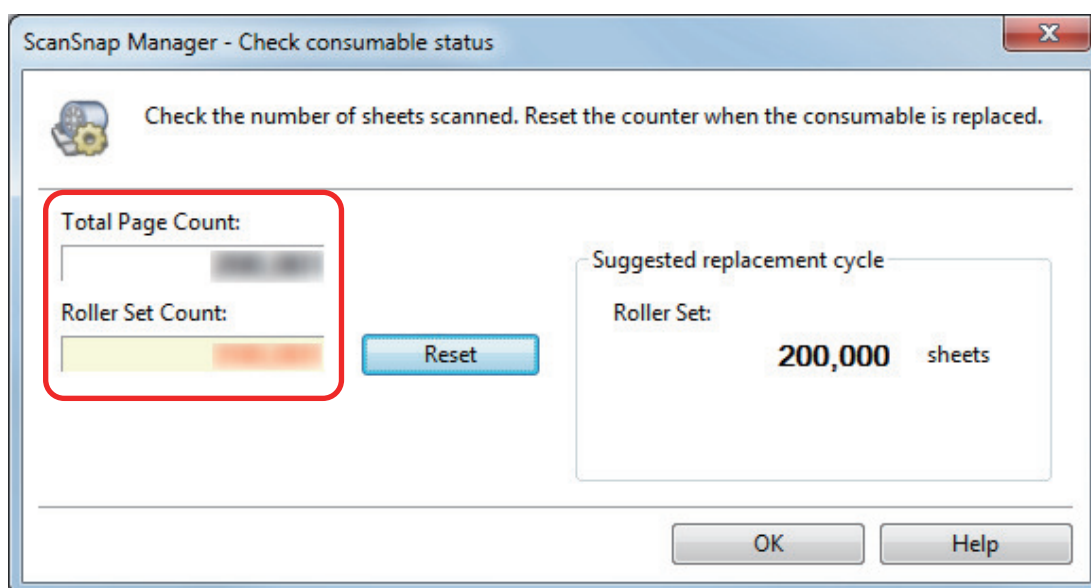 ScanSnap Manager - Check consumable status
Check the number of sheets scanned. Reset the counter when the consumable is replaced.
Total Page Count:
Roller Set Count:
Reset
Suggested replacement cycle
Roller Set:
200,000 sheets
OK
Help